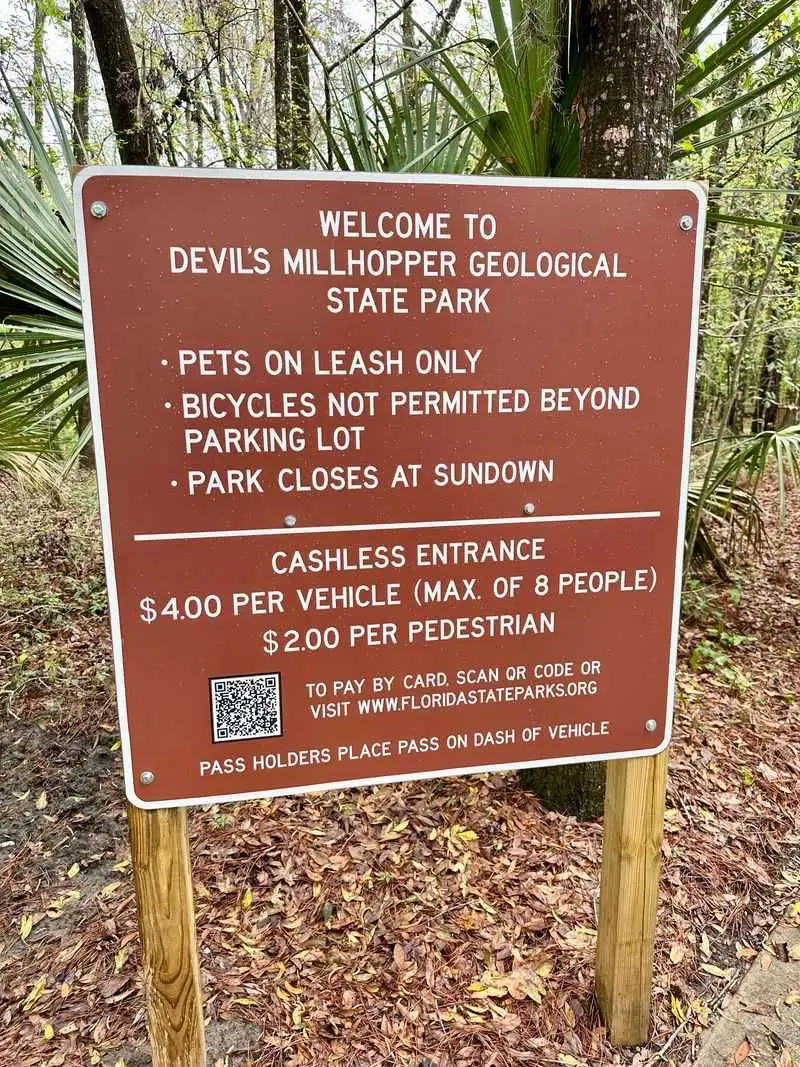 WELCOME TO
DEVIL'S MILLHOPPER GEOLOGICAL
STATE PARK
• PETS ON LEASH ONLY
• BICYCLES NOT PERMITTED BEYOND
PARKING LOT
• PARK CLOSES AT SUNDOWN
CASHLESS ENTRANCE
$4.00 PER VEHICLE (MAX. OF 8 PEOPLE)
$2.00 PER PEDESTRIAN
TO PAY BY CARD, SCAN QR CODE OR
VISIT WWW.FLORIDASTATEPARKS.ORG
PASS HOLDERS PLACE PASS ON DASH OF VEHICLE